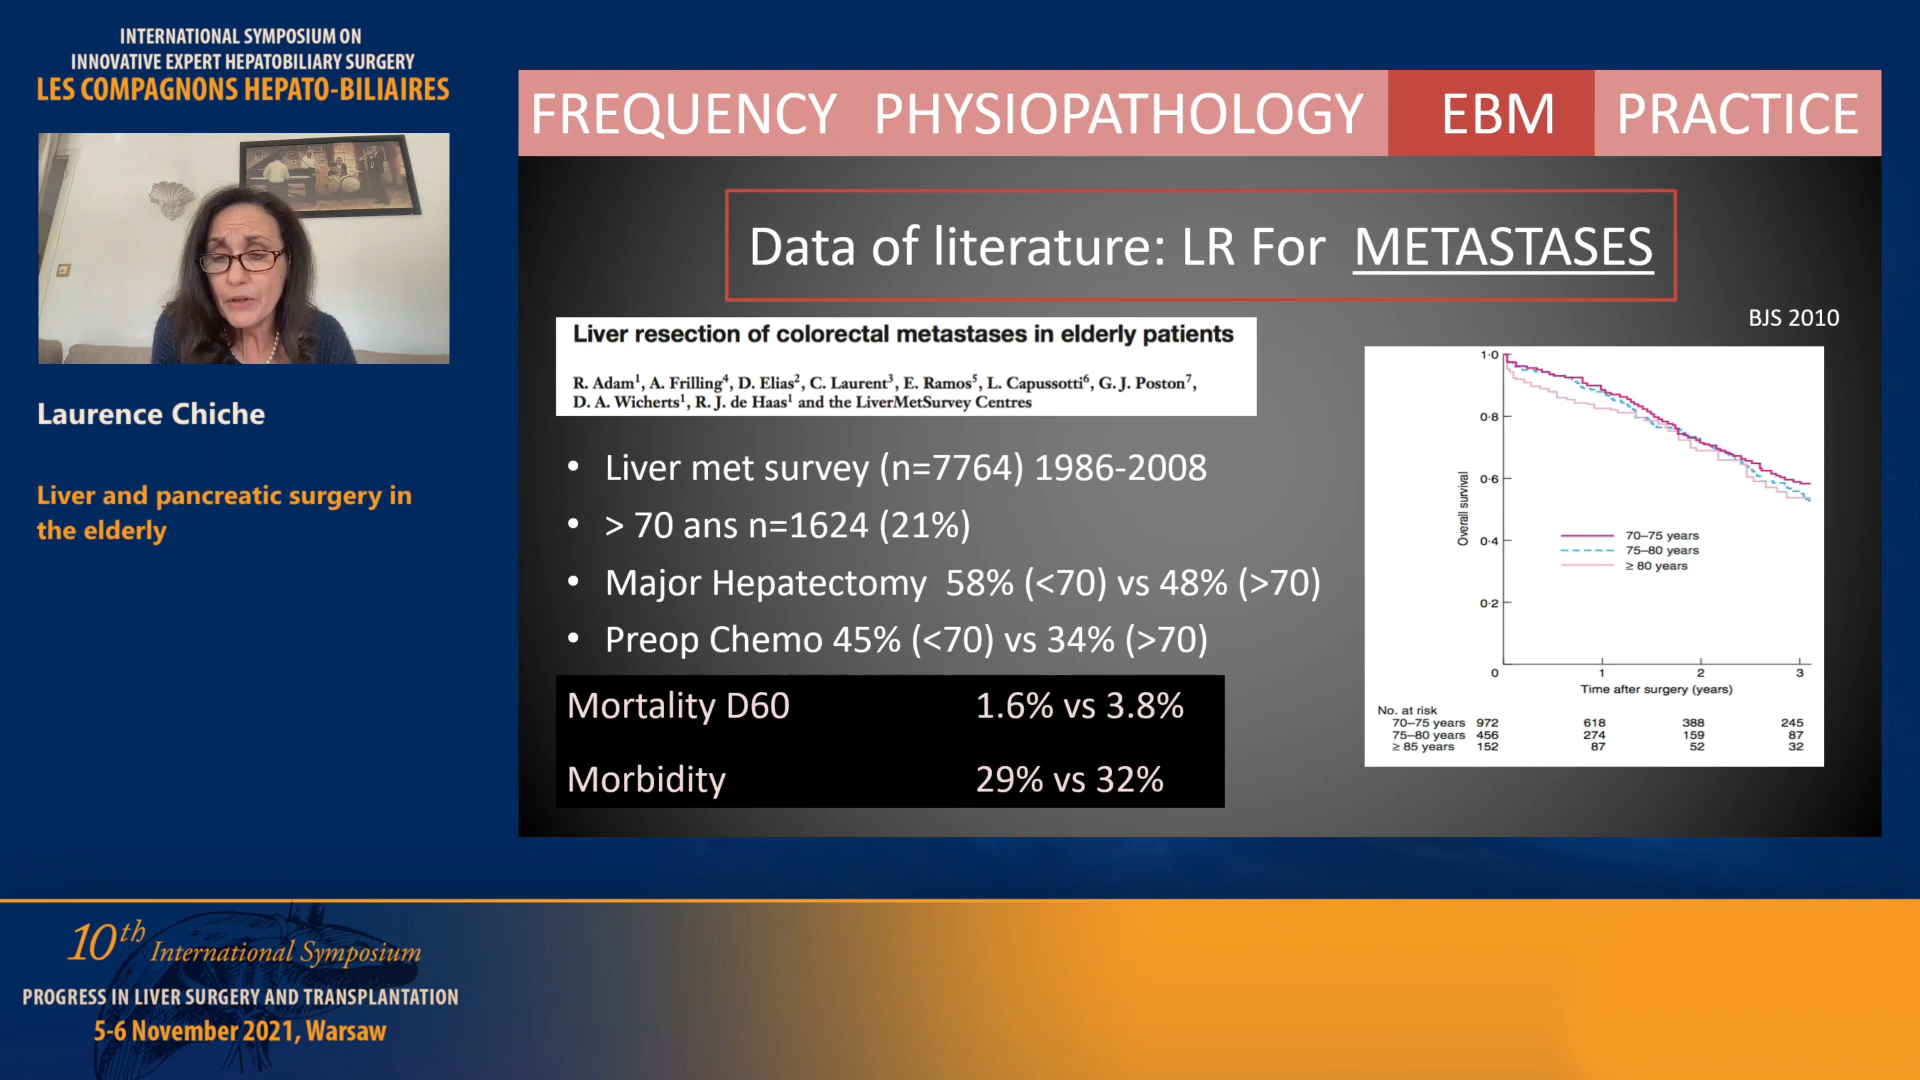 INTERNATIONAL SYMPOSIUM ON
INNOVATIVE EXPERT HEPATOBILIARY SURGERY
LES COMPAGNONS HEPATO-BILIAIRES
Laurence Chiche
Liver and pancreatic surgery in
the elderly
FREQUENCY PHYSIOPATHOLOGY EBM PRACTICE
Data of literature: LR For METASTASES
BJS 2010
Liver resection of colorectal metastases in elderly patients
R. Adam¹, A. Frilling⁴, D. Elias², C. Laurent³, E. Ramos⁵, L. Capussotti⁶, G. J. Poston⁷,
D. A. Wicherts¹, R. J. de Haas¹ and the LiverMetSurvey Centres
• Liver met survey (n=7764) 1986-2008
• > 70 ans n=1624 (21%)
• Major Hepatectomy 58% (<70) vs 48% (>70)
• Preop Chemo 45% (<70) vs 34% (>70)
Mortality D60 1.6% vs 3.8%
Morbidity 29% vs 32%
1·0
0·8
0·6
0·4
0·2
Overall survival
70–75 years
75–80 years
≥ 80 years
0 1 2 3
Time after surgery (years)
No. at risk
70–75 years 972 618 388 245
75–80 years 456 274 159 87
≥ 85 years 152 87 52 32
10th International Symposium
PROGRESS IN LIVER SURGERY AND TRANSPLANTATION
5-6 November 2021, Warsaw